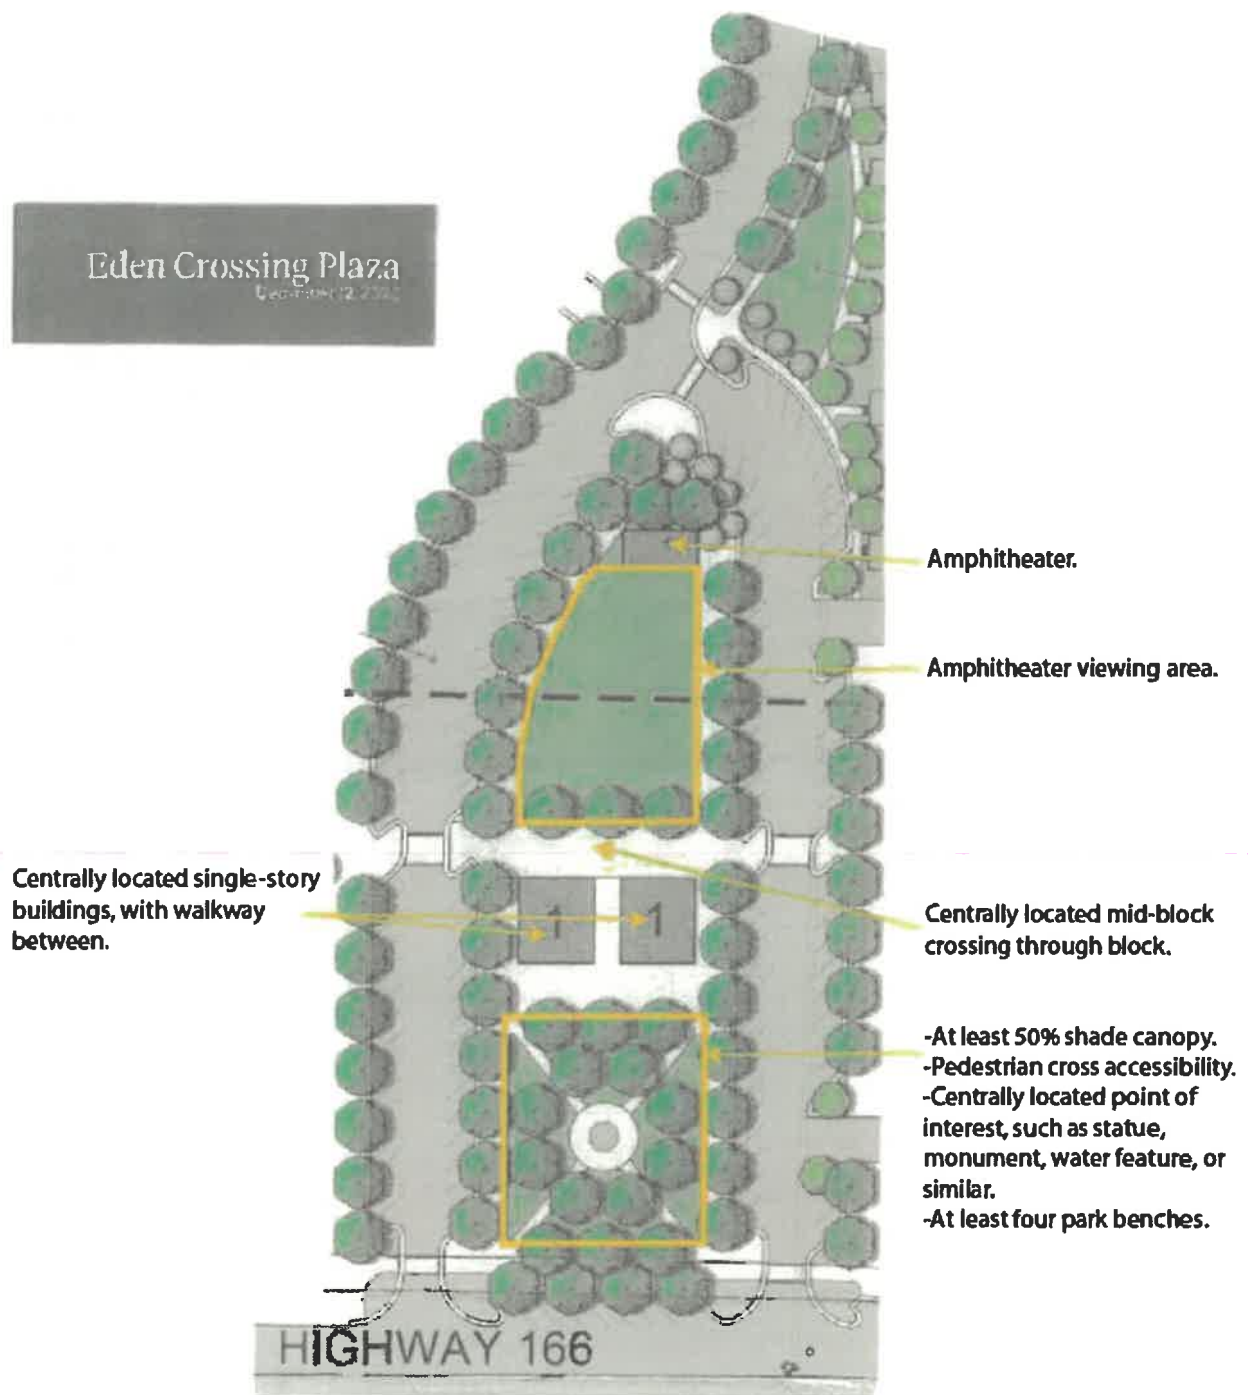 Eden Crossing Plaza
Amphitheater.
Amphitheater viewing area.
Centrally located single-story
buildings, with walkway
between.
1 1
Centrally located mid-block
crossing through block.
-At least 50% shade canopy.
-Pedestrian cross accessibility.
-Centrally located point of
interest, such as statue,
monument, water feature, or
similar.
-At least four park benches.
HIGHWAY 166